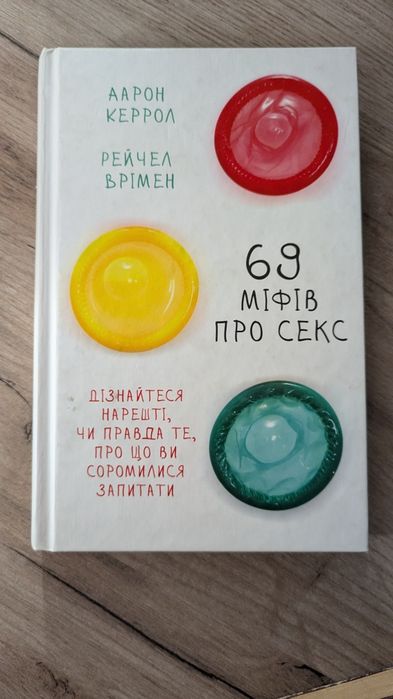 ААРОН
КЕРРОЛ
РЕЙЧЕЛ
ВРІМЕН
69
МІФІВ
ПРО СЕКС
ДІЗНАЙТЕСЯ
НАРЕШТІ,
ЧИ ПРАВДА ТЕ,
ПРО ЩО ВИ
СОРОМИЛИСЯ
ЗАПИТАТИ